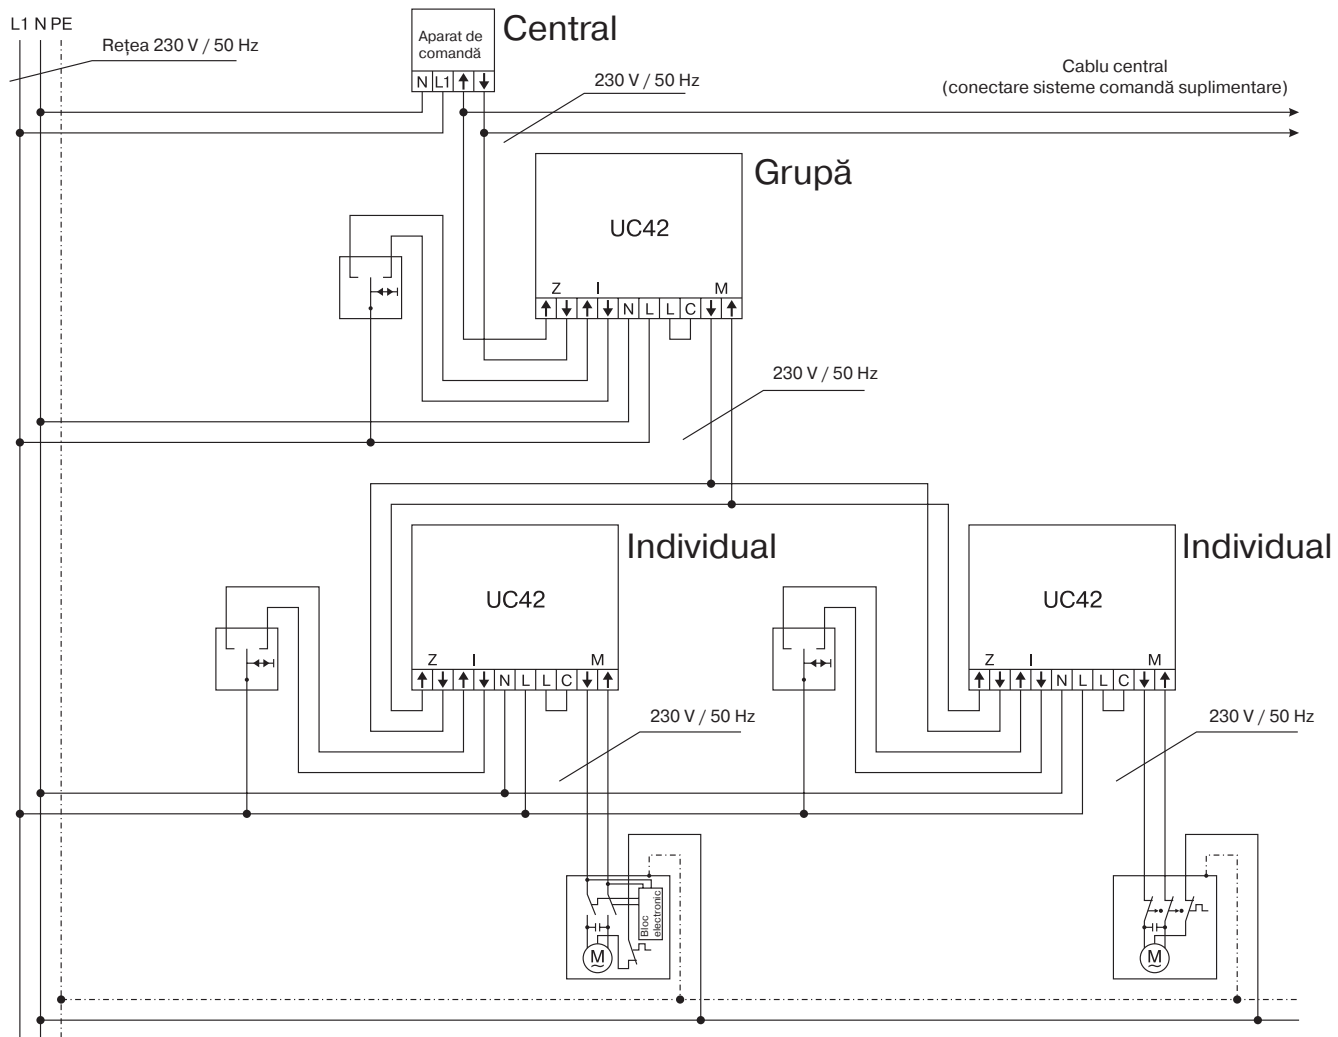 L1 N PE
Rețea 230 V / 50 Hz
Aparat de
comandă
Central
N L1
230 V / 50 Hz
Cablu central
(conectare sisteme comandă suplimentare)
Grupă
UC42
Z I M
N L L C
230 V / 50 Hz
Individual
UC42
Z I M
N L L C
230 V / 50 Hz
Individual
UC42
Z I M
N L L C
230 V / 50 Hz
Bloc
electronic
M
M